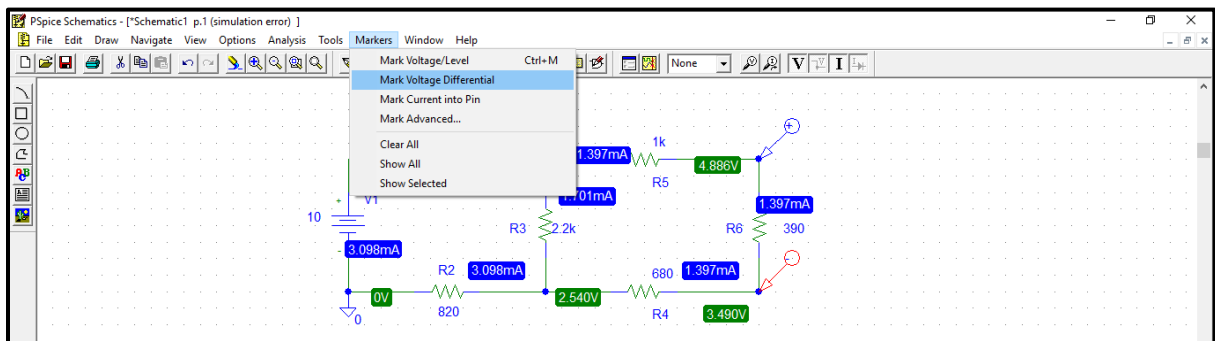 PSpice Schematics - [*Schematic1 p.1 (simulation error) ]
File Edit Draw Navigate View Options Analysis Tools Markers Window Help
None V I
Mark Voltage/Level Ctrl+M
Mark Voltage Differential
Mark Current into Pin
Mark Advanced...
Clear All
Show All
Show Selected
1k
1.397mA
4.886V
R5
1.701mA
+ V1
1.397mA
10
R3 2.2k
R6 390
- 3.098mA
R2 3.098mA
680 1.397mA
0V
2.540V
0
820
R4 3.490V